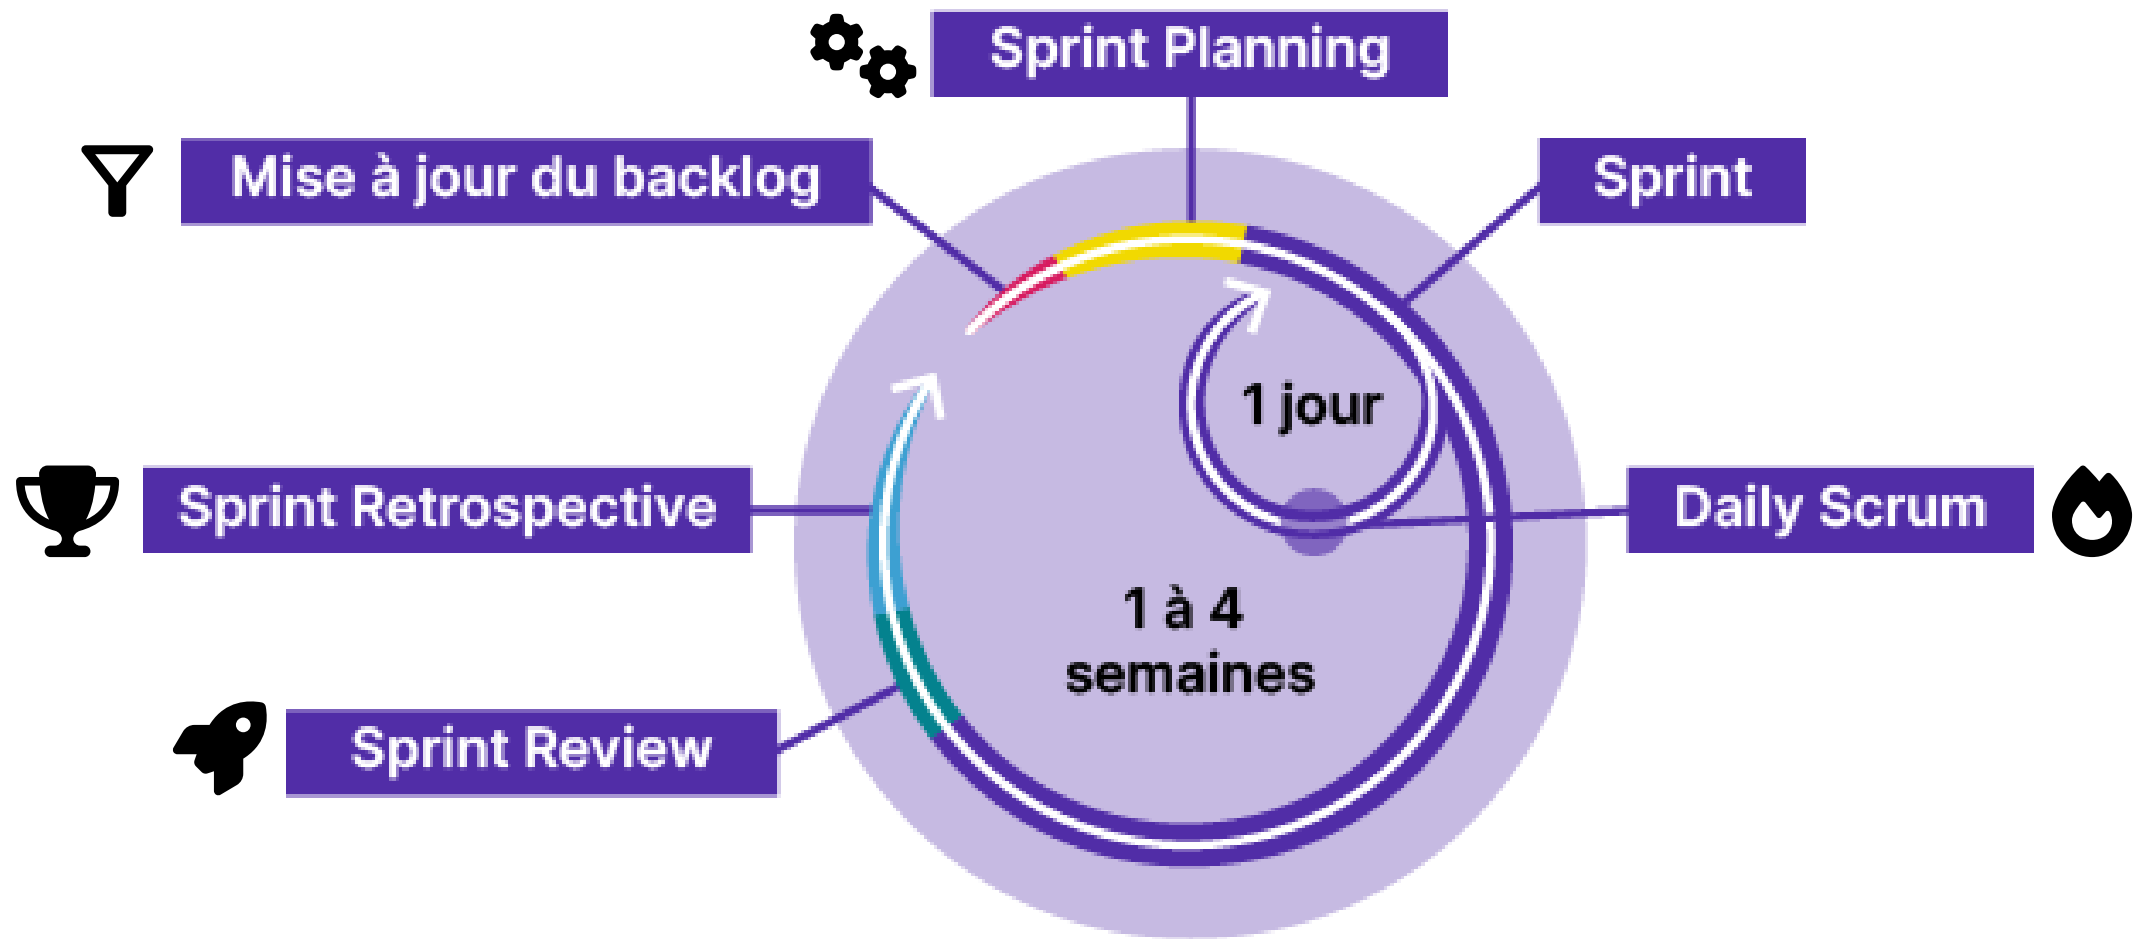 Sprint Planning
Mise à jour du backlog
Sprint
1 jour
Sprint Retrospective
Daily Scrum
1 à 4
semaines
Sprint Review